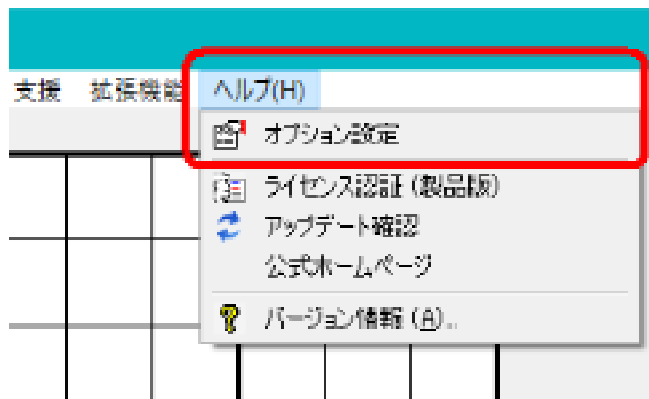 支援 拡張機能 ヘルプ(H)
オプション設定
ライセンス認証 (製品版)
アップデート確認
公式ホームページ
バージョン情報 (A)..